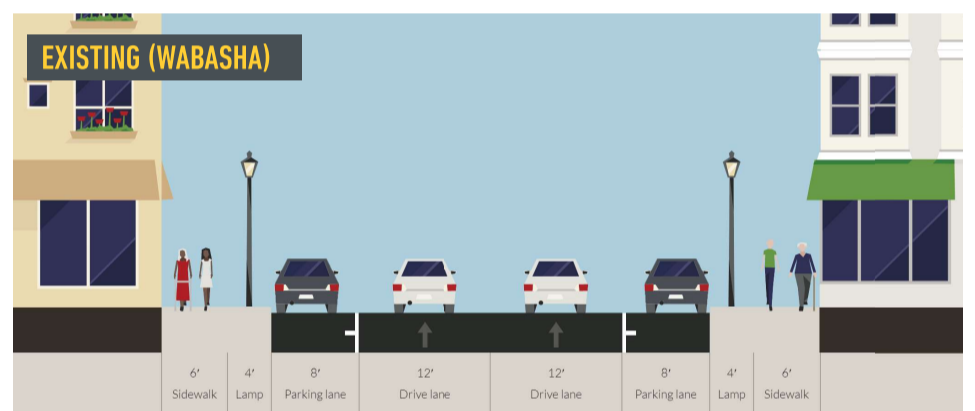 EXISTING (WABASHA)
6' 4' 8' 12' 12' 8' 4' 6'
Sidewalk Lamp Parking lane Drive lane Drive lane Parking lane Lamp Sidewalk